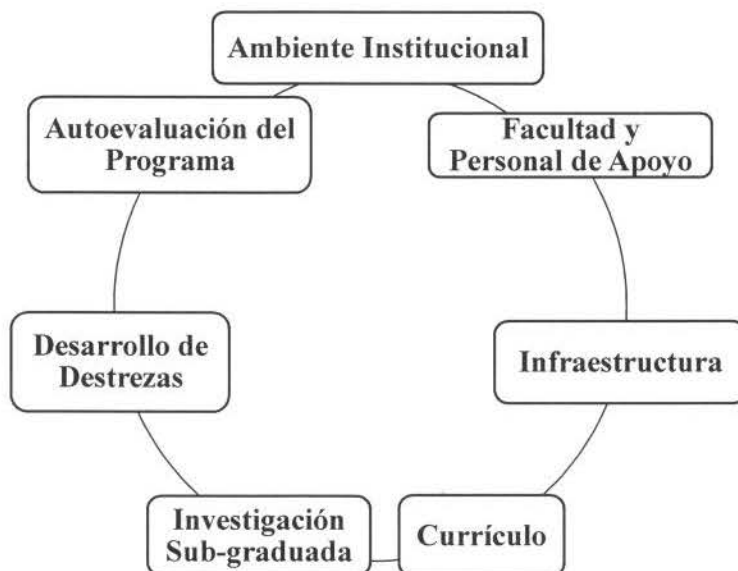 Ambiente Institucional
Facultad y
Personal de Apoyo
Infraestructura
Currículo
Investigación
Sub-graduada
Desarrollo de
Destrezas
Autoevaluación del
Programa